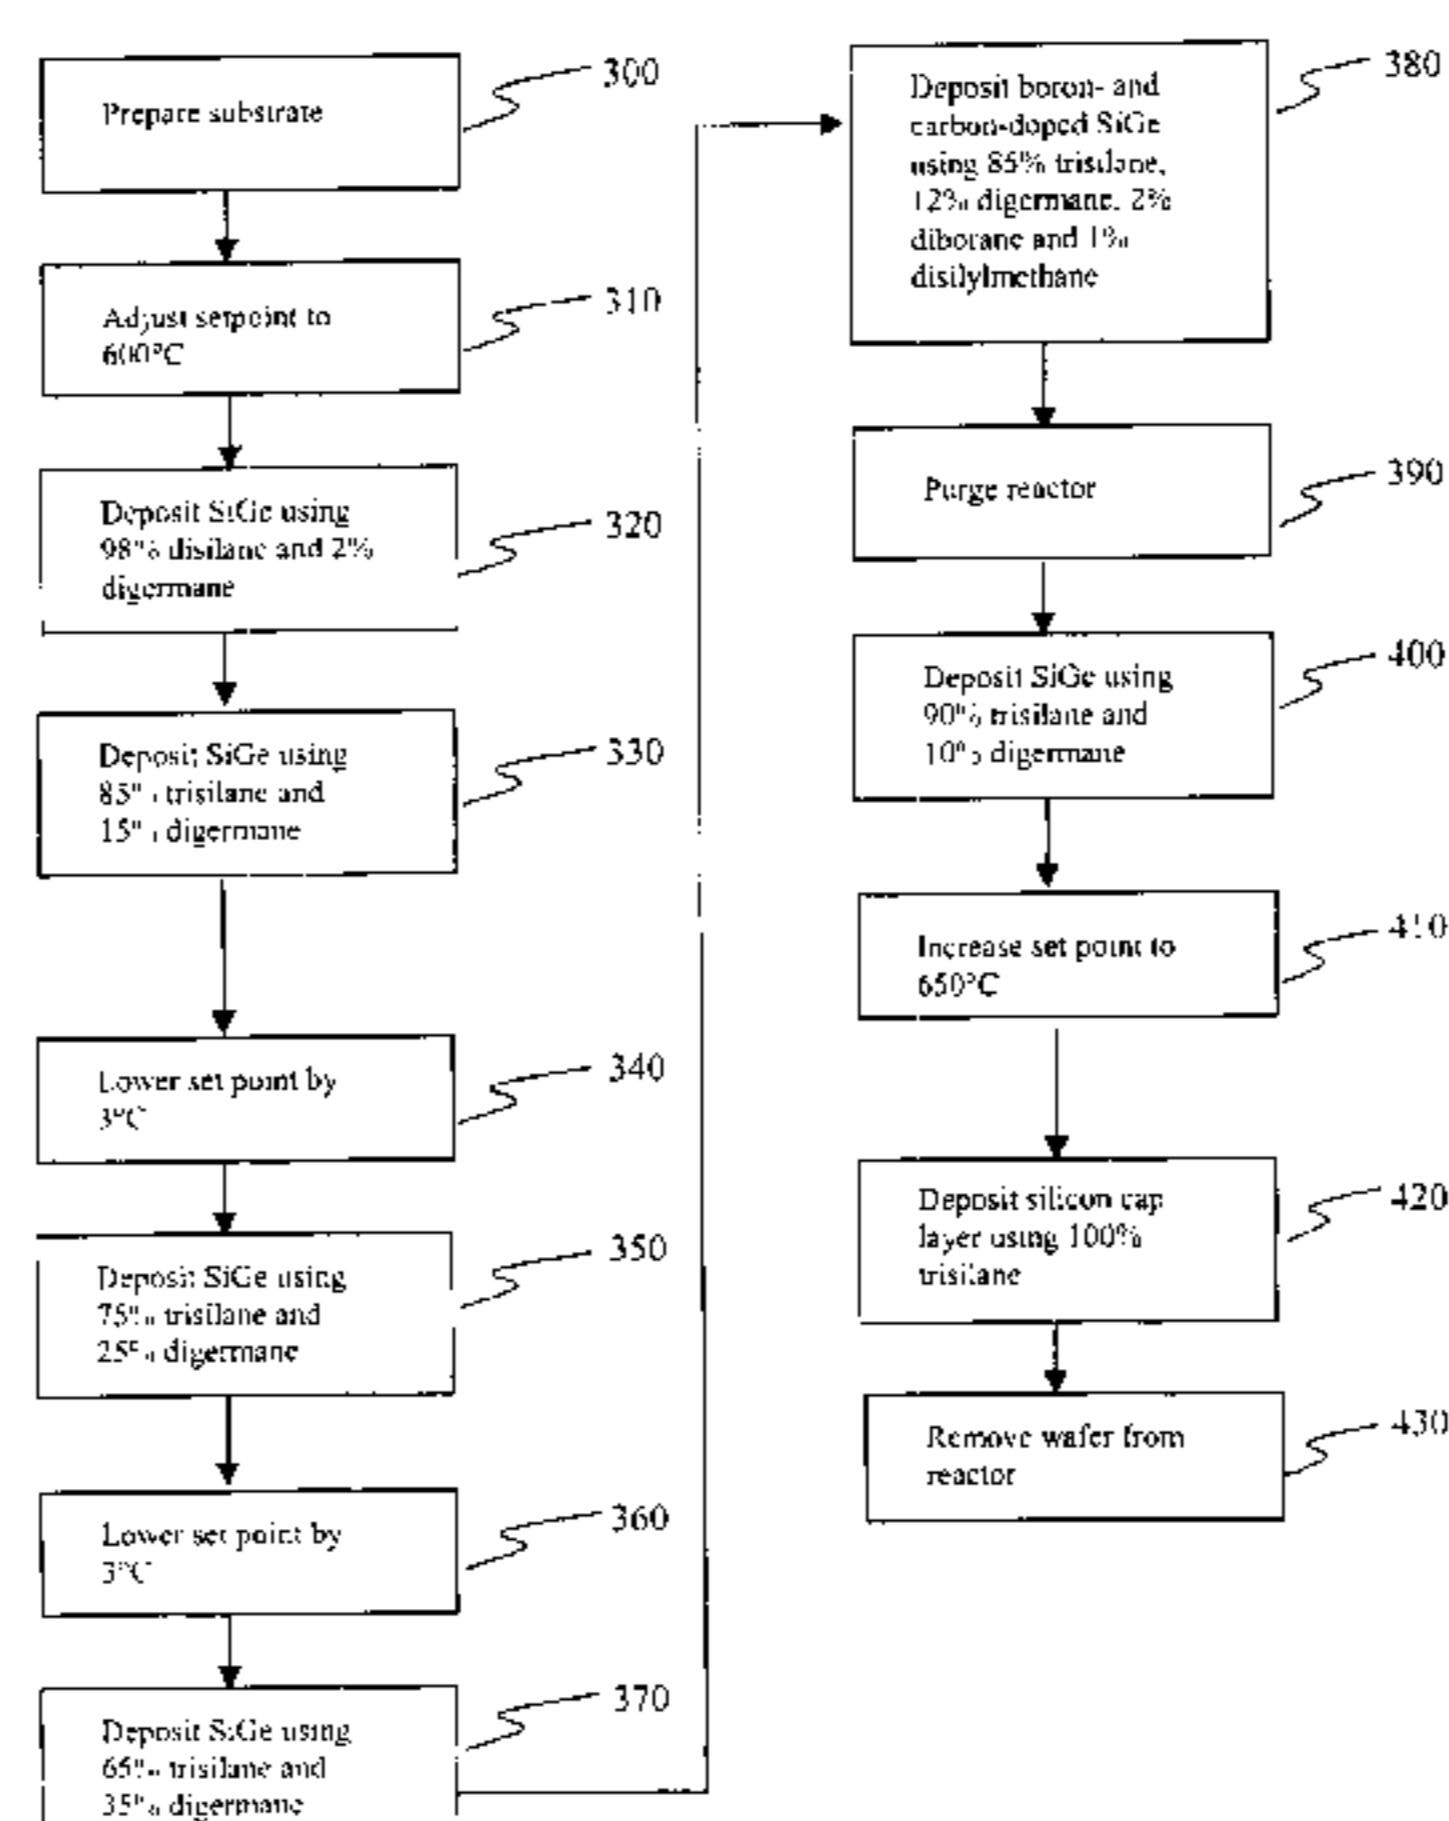 Prepare substrate
300
Adjust setpoint to
600°C
310
Deposit SiGe using
98% disilane and 2%
digermane
320
Deposit SiGe using
85% trisilane and
15% digermane
330
Lower set point by
3°C
340
Deposit SiGe using
75% trisilane and
25% digermane
350
Lower set point by
3°C
360
Deposit SiGe using
65% trisilane and
35% digermane
370
Deposit boron- and
carbon-doped SiGe
using 85% trisilane,
12% digermane, 2%
diborane and 1%
disilylmethane
380
Purge reactor
390
Deposit SiGe using
90% trisilane and
10% digermane
400
Increase set point to
650°C
410
Deposit silicon cap
layer using 100%
trisilane
420
Remove wafer from
reactor
430